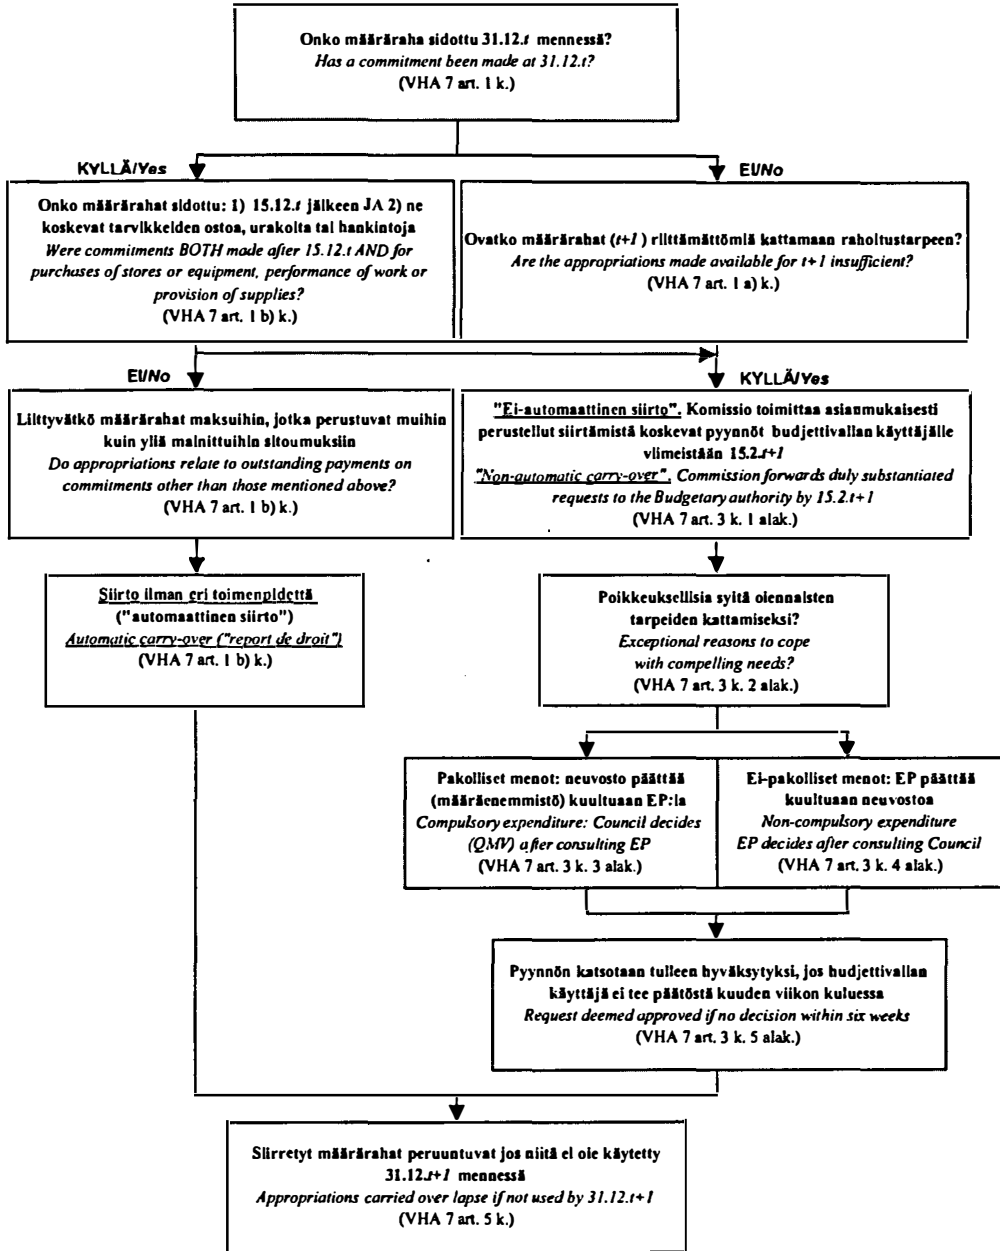 Onko määräraha sidottu 31.12.t mennessä?
Has a commitment been made at 31.12.t?
(VHA 7 art. 1 k.)
KYLLÄ/Yes
EI/No
Onko määrärahat sidottu: 1) 15.12.t jälkeen JA 2) ne
koskevat tarvikkeiden ostoa, urakoita tai hankintoja
Were commitments BOTH made after 15.12.t AND for
purchases of stores or equipment, performance of work or
provision of supplies?
(VHA 7 art. 1 b) k.)
Ovatko määrärahat (t+1) riittämättömiä kattamaan rahoitustarpeen?
Are the appropriations made available for t+1 insufficient?
(VHA 7 art. 1 a) k.)
EI/No
KYLLÄ/Yes
Liittyvätkö määrärahat maksuihin, jotka perustuvat muihin
kuin yllä mainittuihin sitoumuksiin
Do appropriations relate to outstanding payments on
commitments other than those mentioned above?
(VHA 7 art. 1 b) k.)
"Ei-automaattinen siirto". Komissio toimittaa asianmukaisesti
perustellut siirtämistä koskevat pyynnöt budjettivallan käyttäjälle
viimeistään 15.2.t+1
"Non-automatic carry-over". Commission forwards duly substantiated
requests to the Budgetary authority by 15.2.t+1
(VHA 7 art. 3 k. 1 alak.)
Siirto ilman eri toimenpidettä
("automaattinen siirto")
Automatic carry-over ("report de droit")
(VHA 7 art. 1 b) k.)
Poikkeuksellisia syitä olennaisten
tarpeiden kattamiseksi?
Exceptional reasons to cope
with compelling needs?
(VHA 7 art. 3 k. 2 alak.)
Pakolliset menot: neuvosto päättää
(määräenemmistö) kuultuaan EP:la
Compulsory expenditure: Council decides
(QMV) after consulting EP
(VHA 7 art. 3 k. 3 alak.)
Ei-pakolliset menot: EP päättää
kuultuaan neuvostoa
Non-compulsory expenditure
EP decides after consulting Council
(VHA 7 art. 3 k. 4 alak.)
Pyynnön katsotaan tulleen hyväksytyksi, jos budjettivallan
käyttäjä ei tee päätöstä kuuden viikon kuluessa
Request deemed approved if no decision within six weeks
(VHA 7 art. 3 k. 5 alak.)
Siirretyt määrärahat peruuntuvat jos niitä ei ole käytetty
31.12.t+1 mennessä
Appropriations carried over lapse if not used by 31.12.t+1
(VHA 7 art. 5 k.)